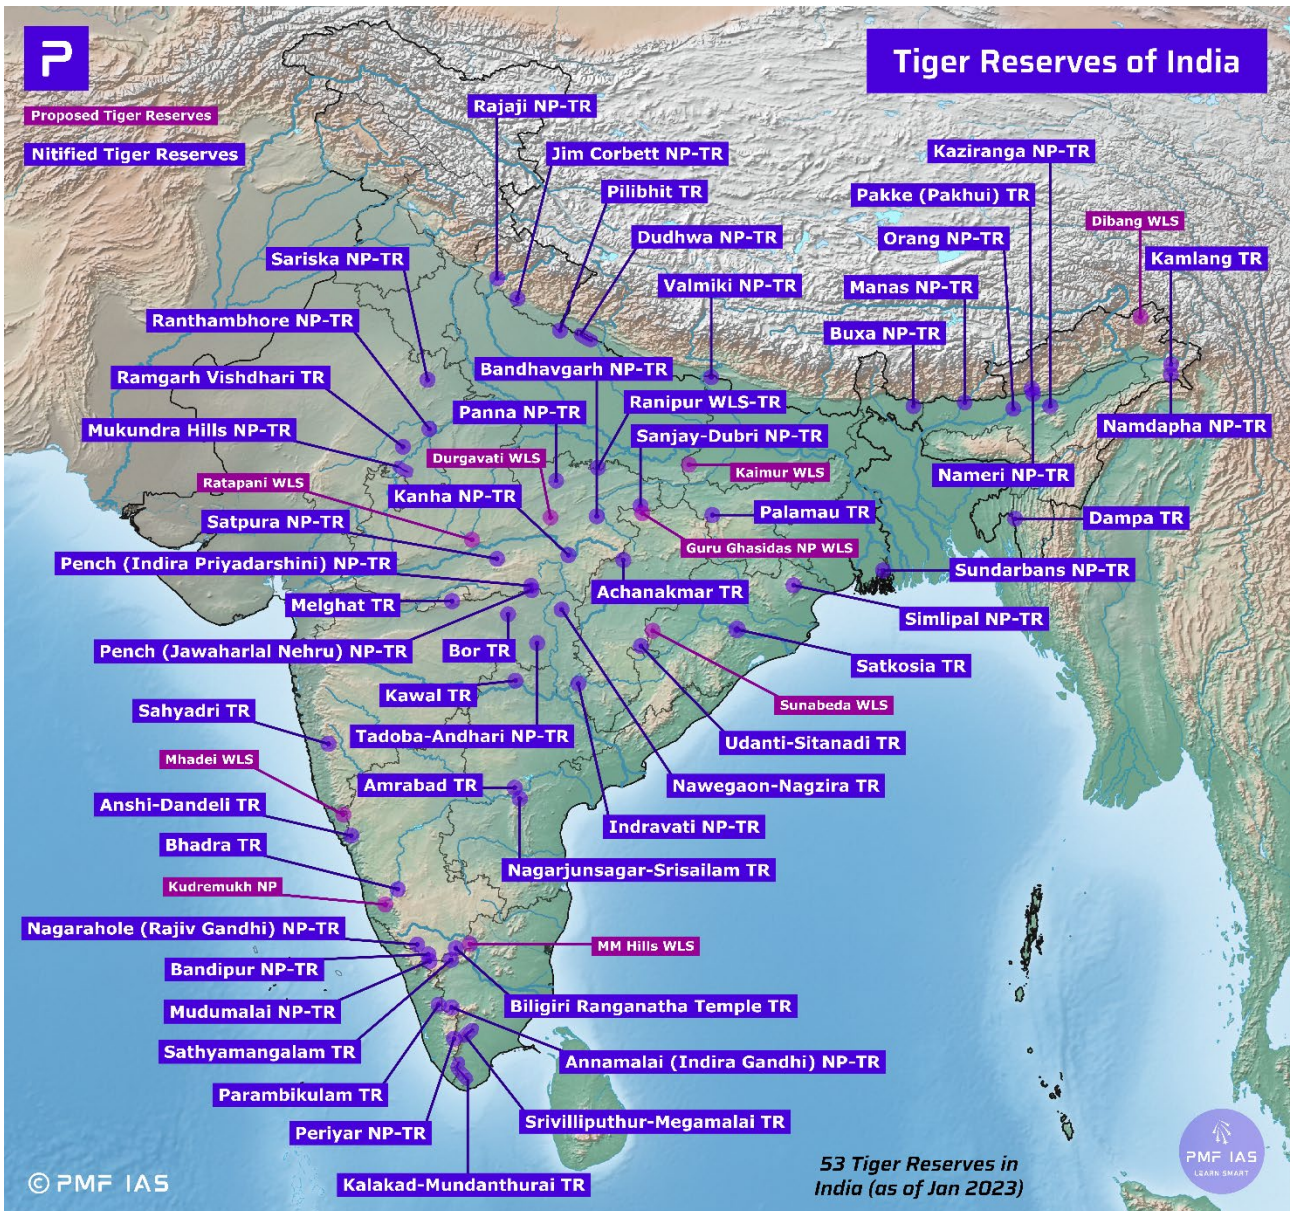 P
Tiger Reserves of India
Proposed Tiger Reserves
Nitified Tiger Reserves
Rajaji NP-TR
Jim Corbett NP-TR
Kaziranga NP-TR
Pilibhit TR
Pakke (Pakhui) TR
Dibang WLS
Dudhwa NP-TR
Orang NP-TR
Sariska NP-TR
Kamlang TR
Valmiki NP-TR
Manas NP-TR
Ranthambhore NP-TR
Buxa NP-TR
Bandhavgarh NP-TR
Ramgarh Vishdhari TR
Ranipur WLS-TR
Panna NP-TR
Namdapha NP-TR
Mukundra Hills NP-TR
Sanjay-Dubri NP-TR
Durgavati WLS
Kaimur WLS
Nameri NP-TR
Ratapani WLS
Kanha NP-TR
Palamau TR
Dampa TR
Satpura NP-TR
Guru Ghasidas NP WLS
Pench (Indira Priyadarshini) NP-TR
Sundarbans NP-TR
Achanakmar TR
Melghat TR
Simlipal NP-TR
Pench (Jawaharlal Nehru) NP-TR
Bor TR
Satkosia TR
Kawal TR
Sunabeda WLS
Sahyadri TR
Tadoba-Andhari NP-TR
Udanti-Sitanadi TR
Mhadei WLS
Amrabad TR
Nawegaon-Nagzira TR
Anshi-Dandeli TR
Indravati NP-TR
Bhadra TR
Nagarjunsagar-Srisailam TR
Kudremukh NP
Nagarahole (Rajiv Gandhi) NP-TR
MM Hills WLS
Bandipur NP-TR
Biligiri Ranganatha Temple TR
Mudumalai NP-TR
Sathyamangalam TR
Annamalai (Indira Gandhi) NP-TR
Parambikulam TR
Srivilliputhur-Megamalai TR
Periyar NP-TR
Kalakad-Mundanthurai TR
53 Tiger Reserves in
India (as of Jan 2023)
PMF IAS
LEARN SMART
© PMF IAS